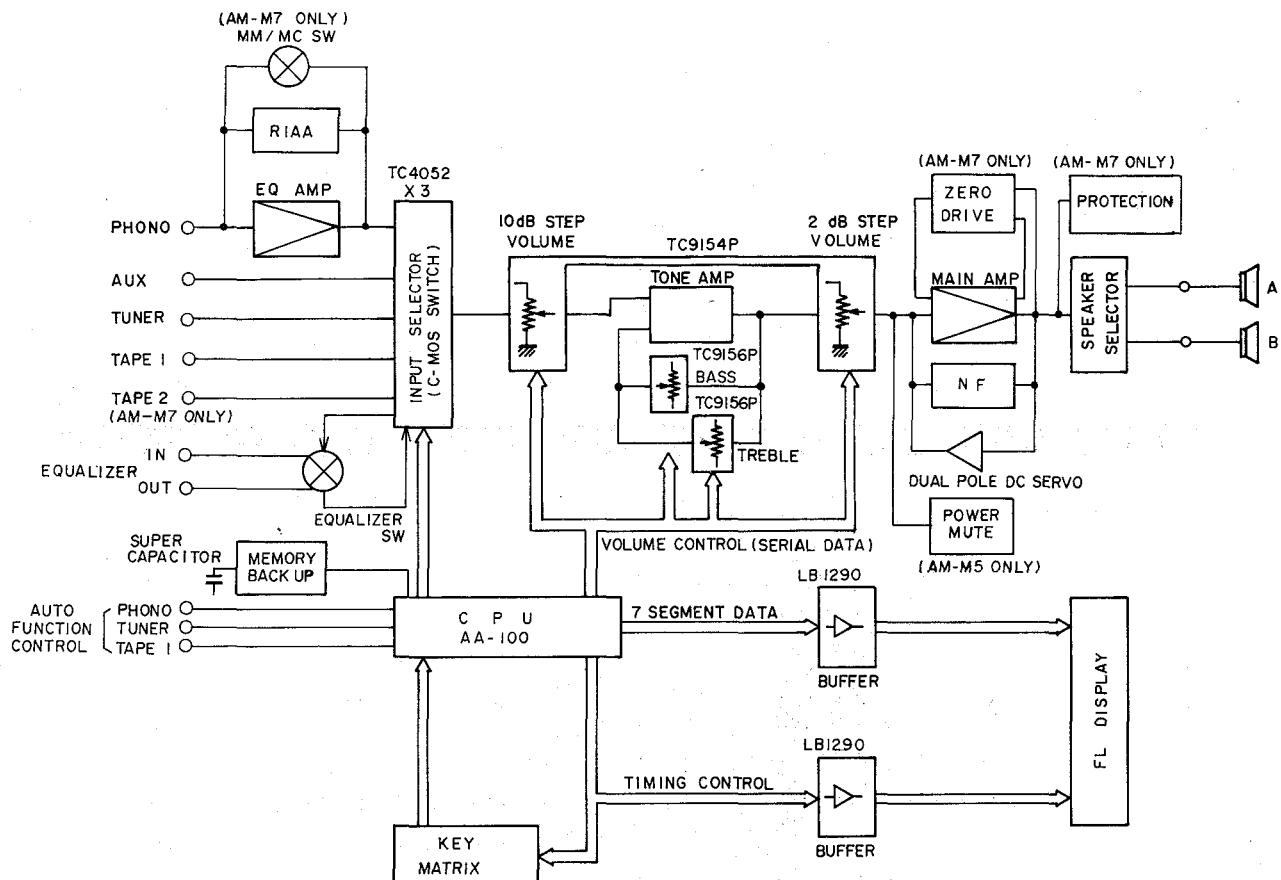 (AM-M7 ONLY)
MM/MC SW
RIAA
EQ AMP
PHONO
AUX
TUNER
TAPE 1
TAPE 2
(AM-M7 ONLY)
EQUALIZER
IN
OUT
EQUALIZER
SW
TC4052
X 3
INPUT SELECTOR
(C-MOS SWITCH)
10dB STEP
VOLUME
TC9154P
2 dB STEP
VOLUME
TONE AMP
TC9156P
BASS
TC9156P
TREBLE
VOLUME CONTROL (SERIAL DATA)
(AM-M7 ONLY)
ZERO
DRIVE
MAIN AMP
NF
DUAL POLE DC SERVO
POWER
MUTE
(AM-M5 ONLY)
(AM-M7 ONLY)
PROTECTION
SPEAKER
SELECTOR
A
B
SUPER
CAPACITOR
MEMORY
BACK UP
AUTO
FUNCTION
CONTROL
PHONO
TUNER
TAPE 1
CPU
AA-100
7 SEGMENT DATA
LB1290
BUFFER
TIMING CONTROL
LB1290
BUFFER
FL DISPLAY
KEY
MATRIX